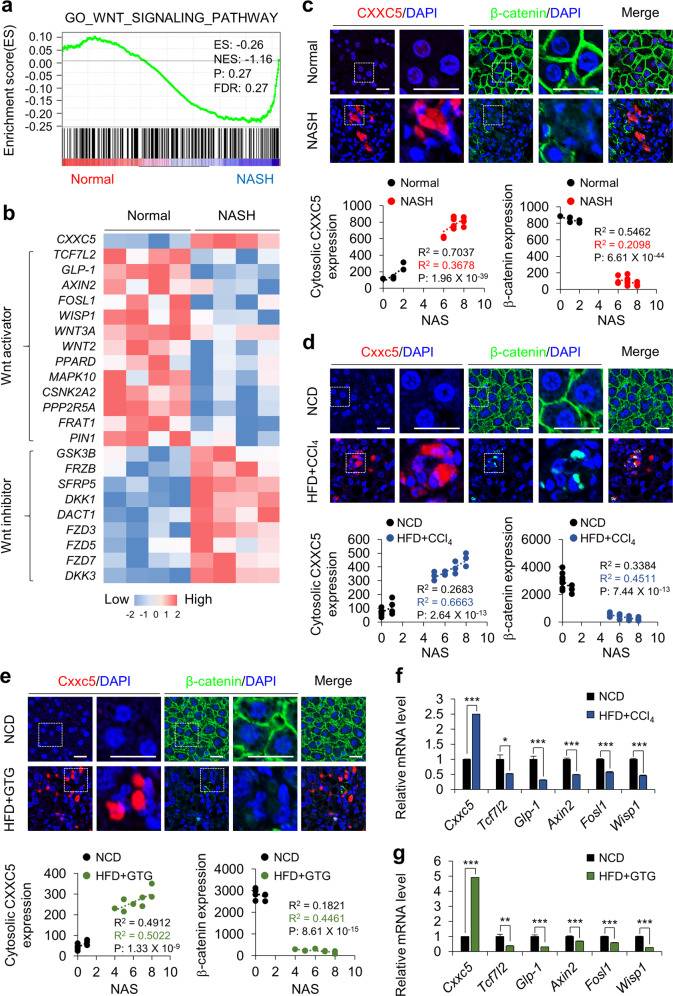 a
GO_WNT_SIGNALING_PATHWAY
Enrichment score(ES)
0.10
0.05
0.00
-0.05
-0.10
-0.15
-0.20
-0.25
ES: -0.26
NES: -1.16
P: 0.27
FDR: 0.27
Normal NASH
b
Normal NASH
CXXC5
Wnt activator
TCF7L2
GLP-1
AXIN2
FOSL1
WISP1
WNT3A
WNT2
PPARD
MAPK10
CSNK2A2
PPP2R5A
FRAT1
PIN1
Wnt inhibitor
GSK3B
FRZB
SFRP5
DKK1
DACT1
FZD3
FZD5
FZD7
DKK3
Low High
-2 -1 0 1 2
c
CXXC5/DAPI β-catenin/DAPI Merge
Normal
NASH
Cytosolic CXXC5
expression
Normal
NASH
1000
800
600
400
200
0
R² = 0.7037
R² = 0.3678
P: 1.96 X 10⁻³⁹
0 2 4 6 8 10
NAS
β-catenin expression
Normal
NASH
1000
800
600
400
200
0
R² = 0.5462
R² = 0.2098
P: 6.61 X 10⁻⁴⁴
0 2 4 6 8 10
NAS
d
Cxxc5/DAPI β-catenin/DAPI Merge
NCD
HFD+CCl₄
Cytosolic CXXC5
expression
NCD
HFD+CCl₄
600
500
400
300
200
100
0
R² = 0.2683
R² = 0.6663
P: 2.64 X 10⁻¹³
0 2 4 6 8 10
NAS
β-catenin expression
NCD
HFD+CCl₄
5000
4000
3000
2000
1000
0
R² = 0.3384
R² = 0.4511
P: 7.44 X 10⁻¹³
0 2 4 6 8 10
NAS
e
Cxxc5/DAPI β-catenin/DAPI Merge
NCD
HFD+GTG
Cytosolic CXXC5
expression
NCD
HFD+GTG
400
300
200
100
0
R² = 0.4912
R² = 0.5022
P: 1.33 X 10⁻⁹
0 2 4 6 8 10
NAS
β-catenin expression
NCD
HFD+GTG
4000
3000
2000
1000
0
R² = 0.1821
R² = 0.4461
P: 8.61 X 10⁻¹⁵
0 2 4 6 8 10
NAS
f
Relative mRNA level
NCD
HFD+CCl₄
3
2.5
2
1.5
1
0.5
0
*** * *** *** *** ***
Cxxc5 Tcf7l2 Glp-1 Axin2 Fosl1 Wisp1
g
Relative mRNA level
NCD
HFD+GTG
5
4
3
2
1
0
*** ** *** *** *** ***
Cxxc5 Tcf7l2 Glp-1 Axin2 Fosl1 Wisp1